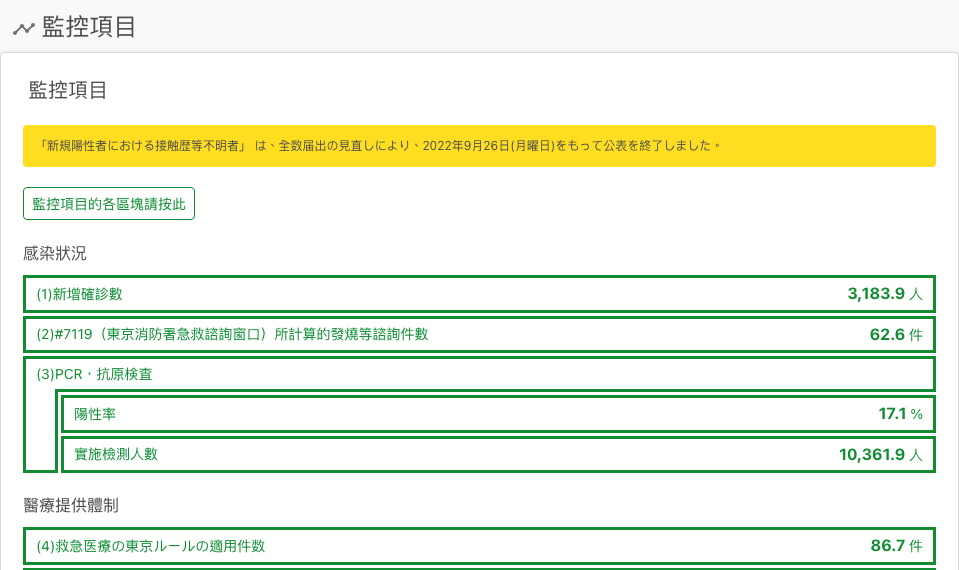 監控項目
監控項目
「新規陽性者における接触歴等不明者」 は、全数届出の見直しにより、2022年9月26日(月曜日)をもって公表を終了しました。
監控項目的各區塊請按此
感染狀況
(1)新增確診數 3,183.9 人
(2)#7119（東京消防署急救諮詢窗口）所計算的發燒等諮詢件數 62.6 件
(3)PCR・抗原検査
陽性率 17.1 %
實施檢測人數 10,361.9 人
醫療提供體制
(4)救急医療の東京ルールの適用件数 86.7 件